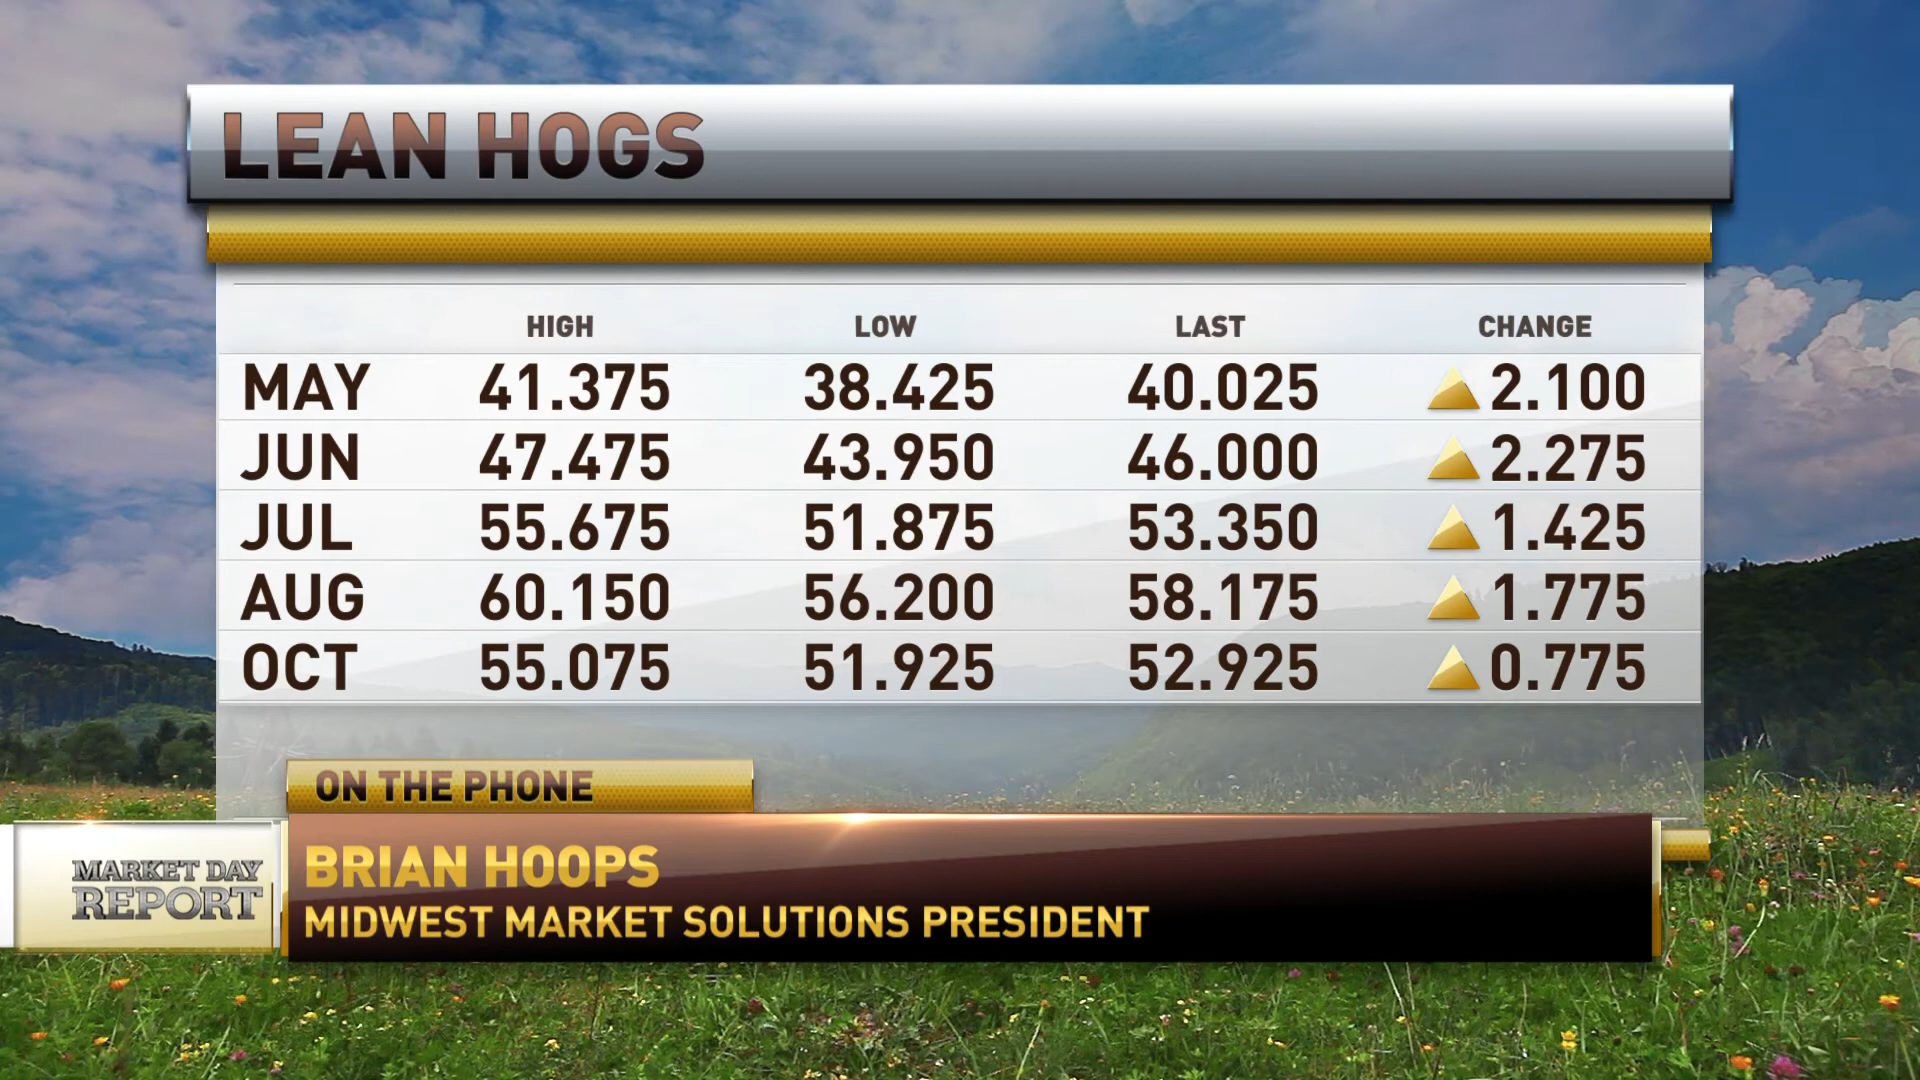 LEAN HOGS
HIGH LOW LAST CHANGE
MAY 41.375 38.425 40.025 2.100
JUN 47.475 43.950 46.000 2.275
JUL 55.675 51.875 53.350 1.425
AUG 60.150 56.200 58.175 1.775
OCT 55.075 51.925 52.925 0.775
ON THE PHONE
BRIAN HOOPS
MIDWEST MARKET SOLUTIONS PRESIDENT
MARKET DAY
REPORT